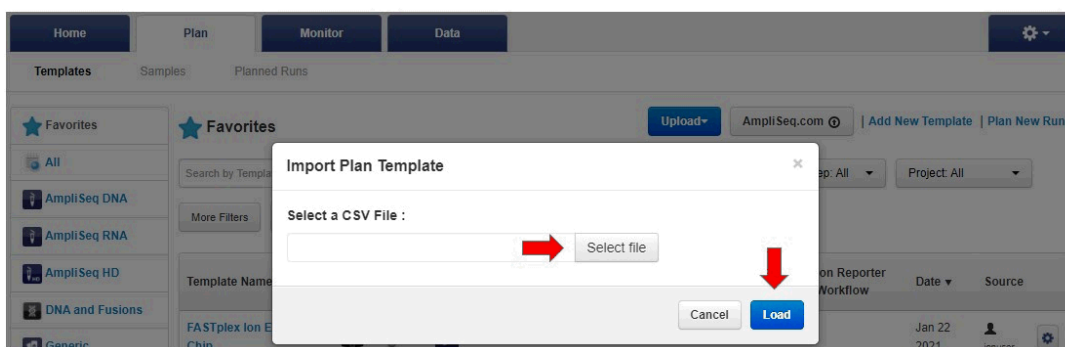 Home Plan Monitor Data
Templates Samples Planned Runs
Favorites
All
AmpliSeq DNA
AmpliSeq RNA
AmpliSeq HD
DNA and Fusions
Generic
Favorites
Upload AmpliSeq.com | Add New Template | Plan New Run
Search by Templa
ep: All Project: All
More Filters
Import Plan Template ×
Select a CSV File :
Select file
Cancel Load
Template Name on Reporter Workflow Date Source
FASTplex Ion E
Chip
Jan 22
2021